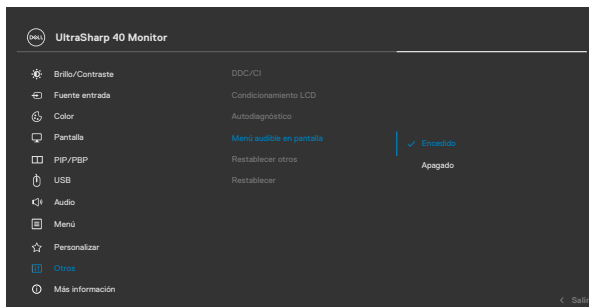 DELL UltraSharp 40 Monitor
Brillo/Contraste
Fuente entrada
Color
Pantalla
PIP/PBP
USB
Audio
Menú
Personalizar
Otros
Más información
DDC/CI
Condicionamiento LCD
Autodiagnóstico
Menú audible en pantalla
Restablecer otros
Restablecer
Encedido
Apagado
Salir